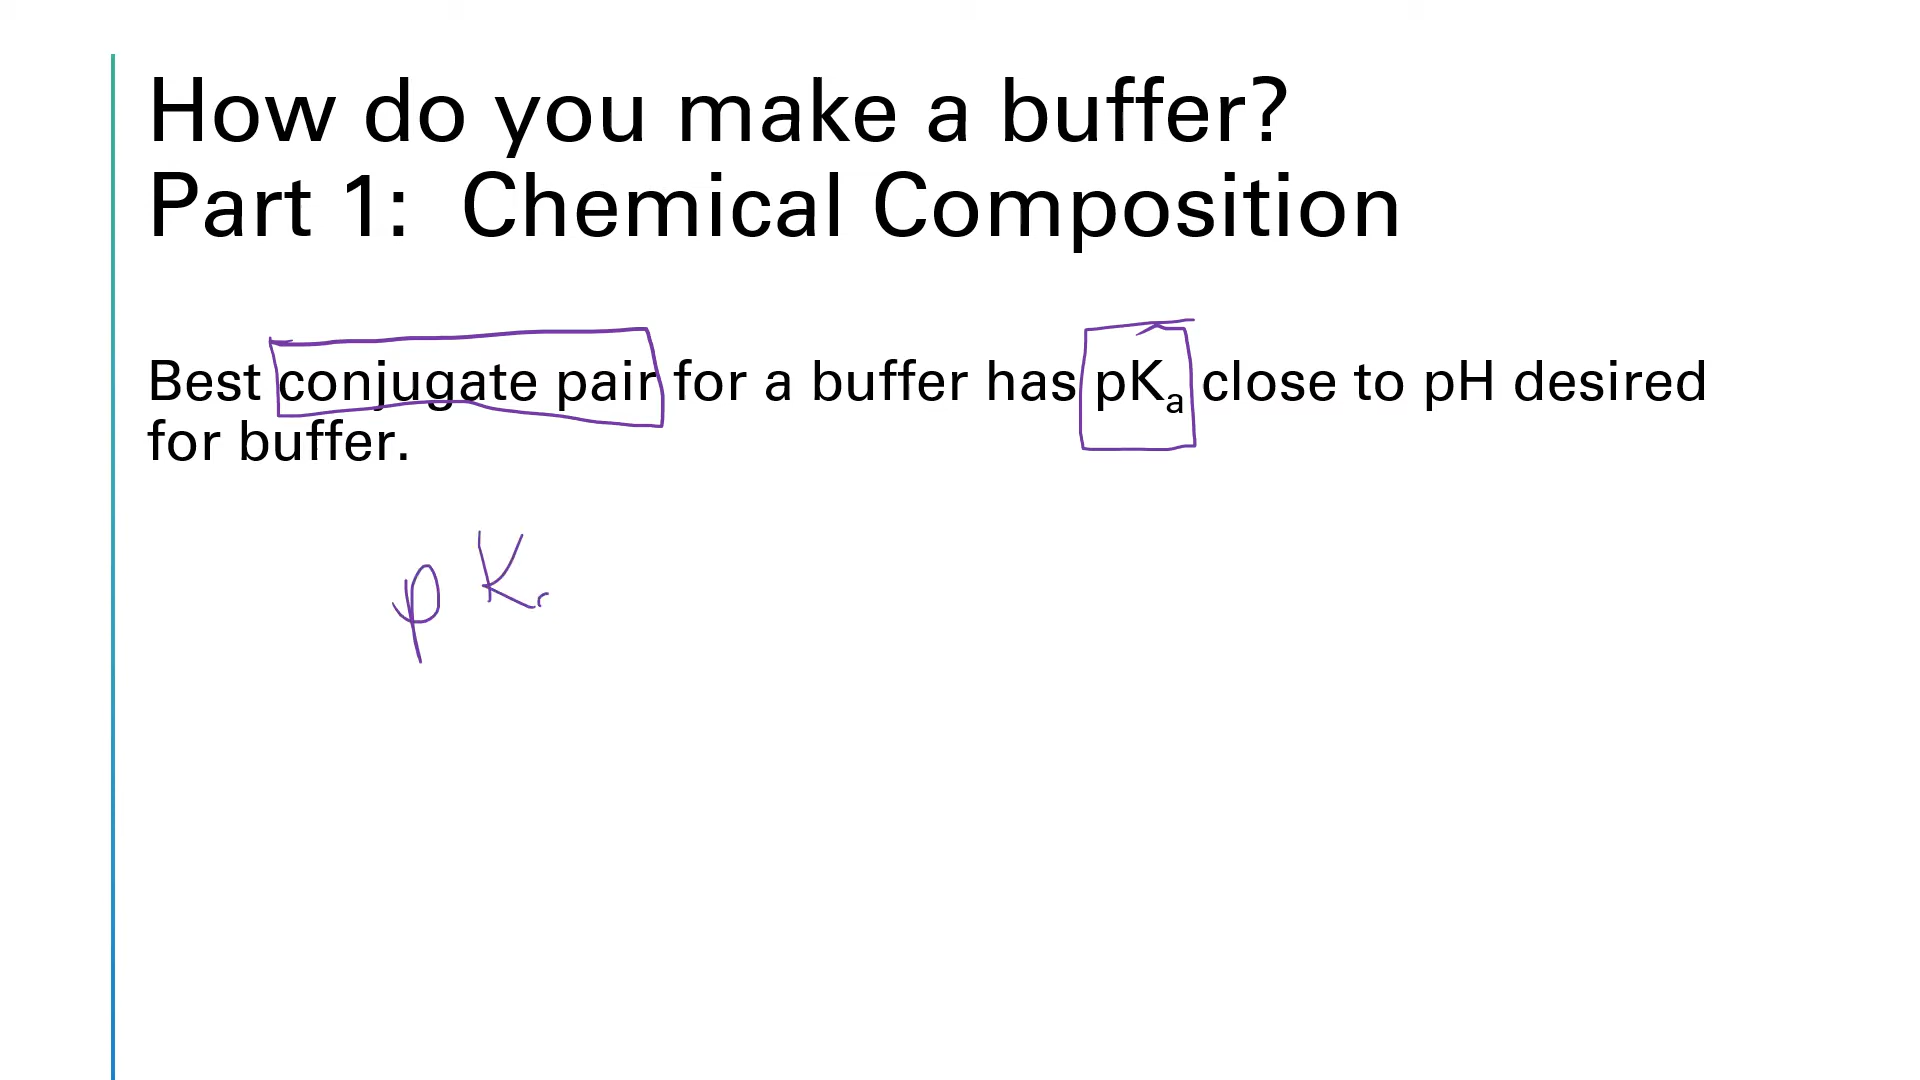 How do you make a buffer?
Part 1: Chemical Composition
Best conjugate pair for a buffer has pKₐ close to pH desired
for buffer.
p K